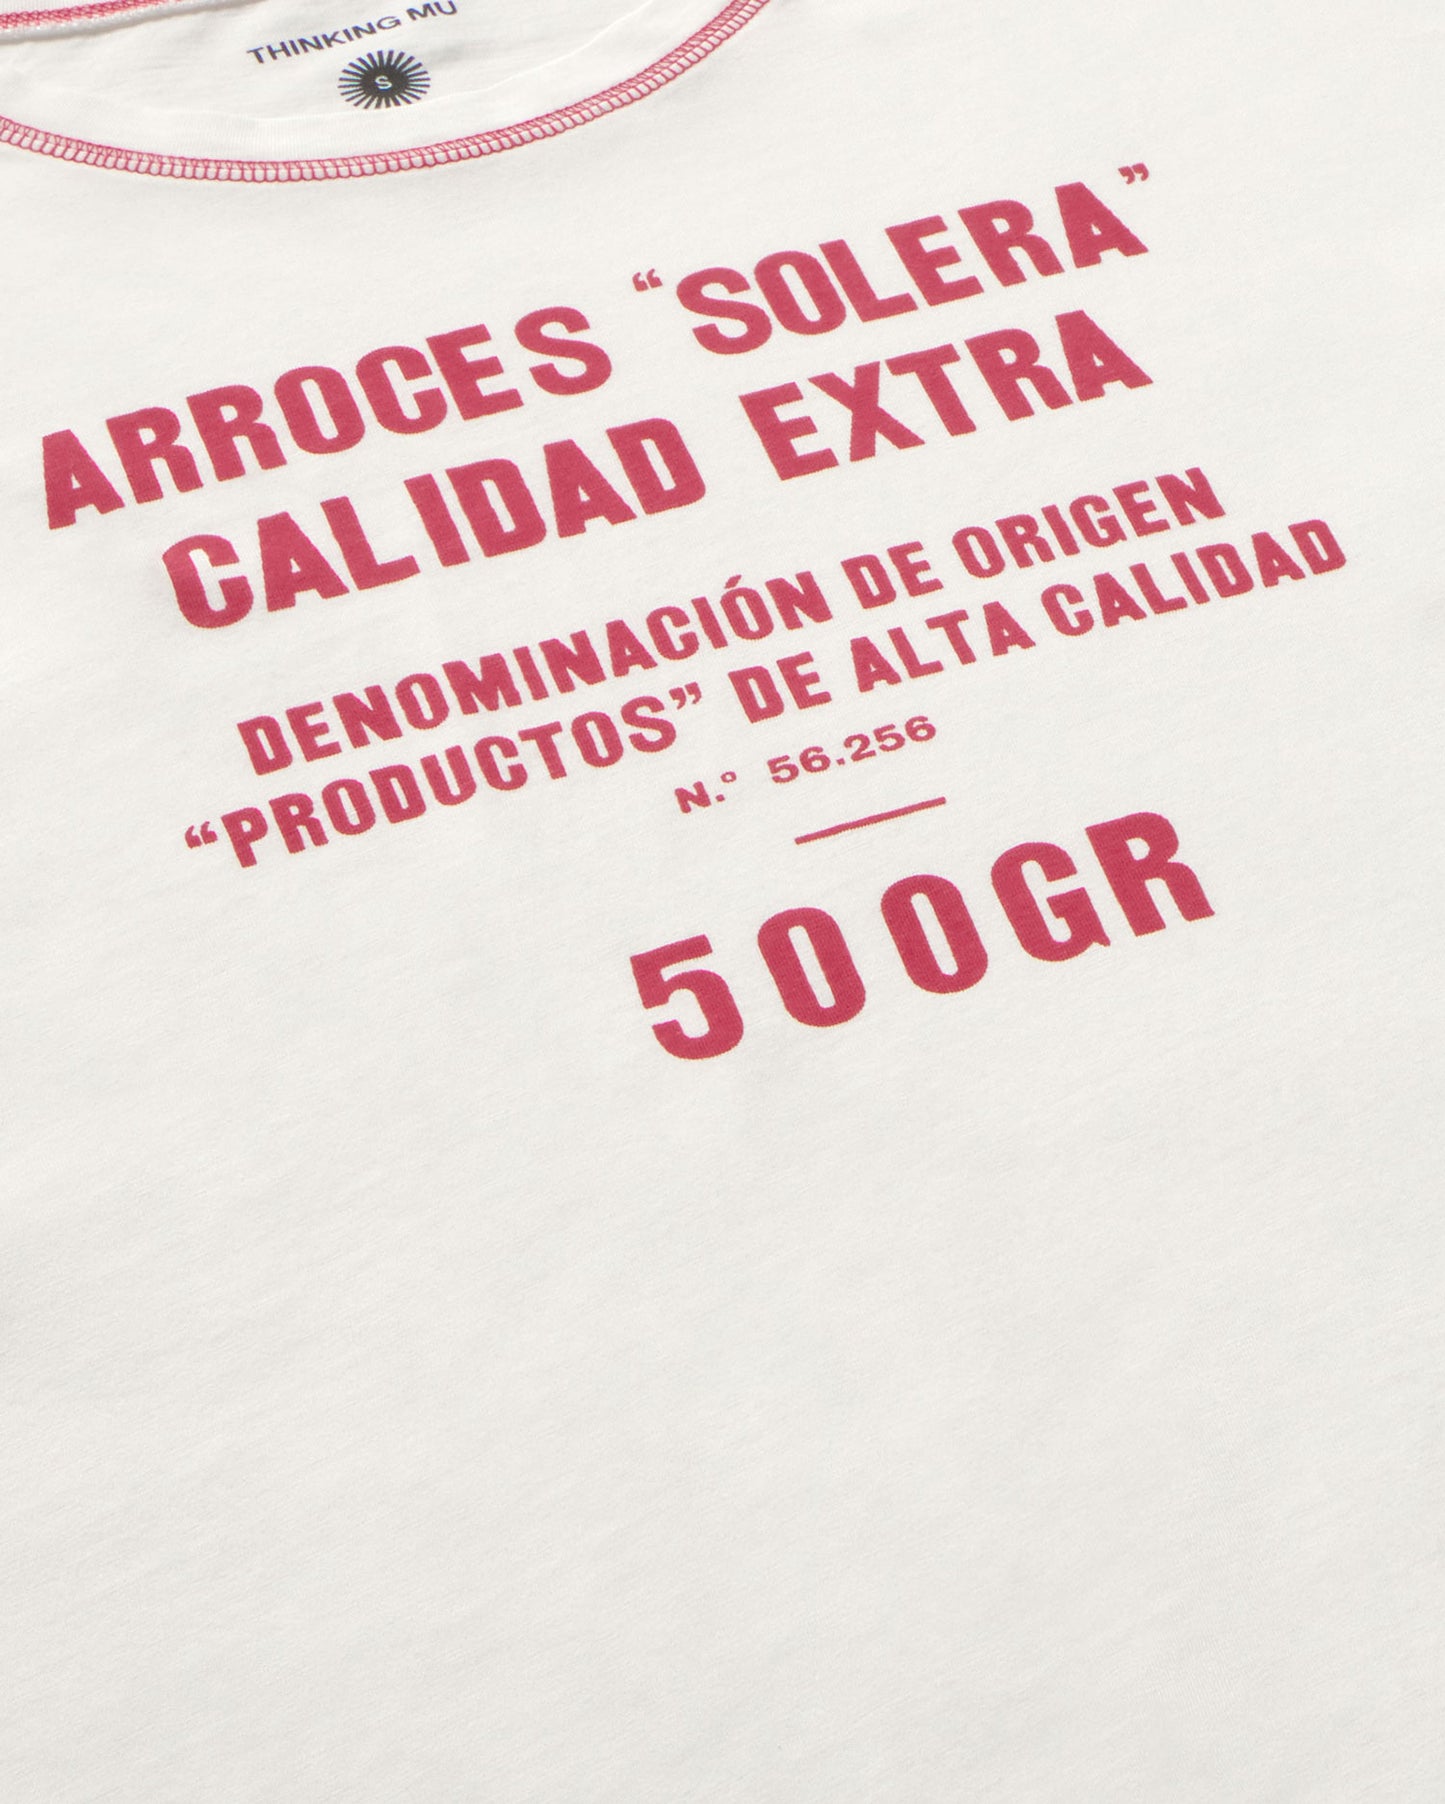 THINKING MU
S
ARROCES “SOLERA”
CALIDAD EXTRA
DENOMINACIÓN DE ORIGEN
“PRODUCTOS” DE ALTA CALIDAD
N.º 56.256
500GR